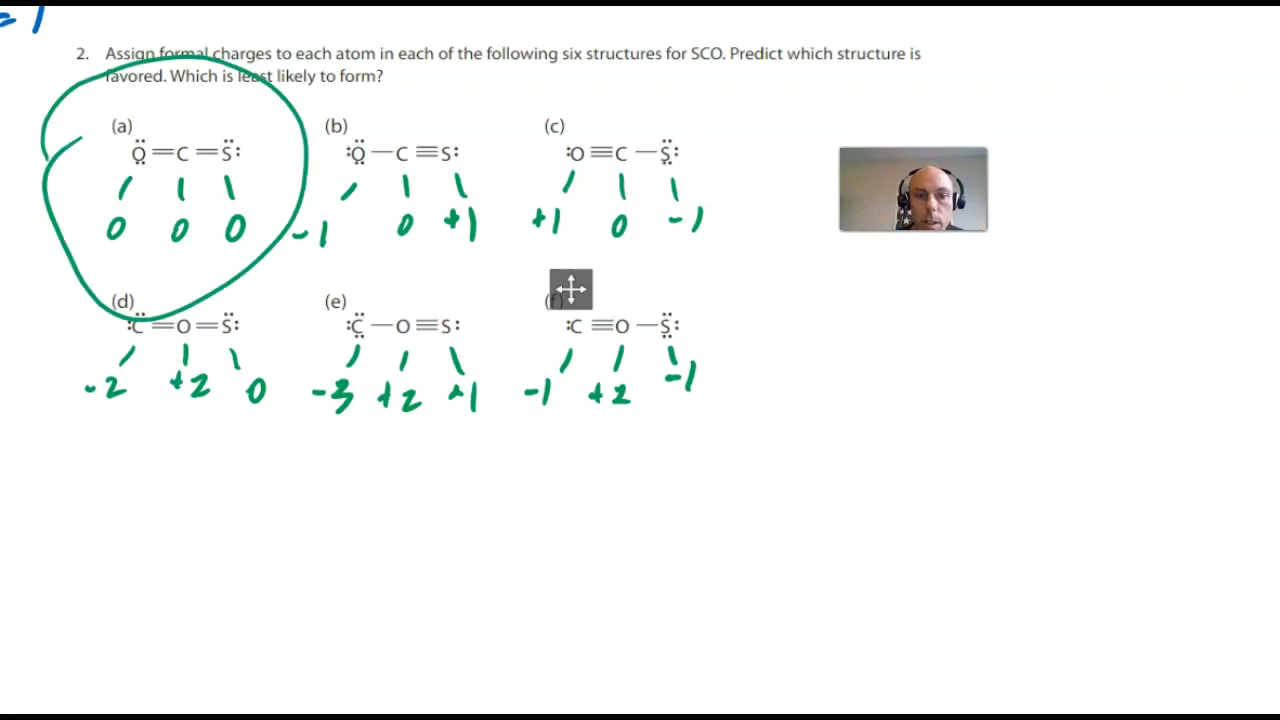 = 1
2. Assign formal charges to each atom in each of the following six structures for SCO. Predict which structure is
favored. Which is least likely to form?
(a) (b) (c)
:Ö=C=S̈: :Ö—C≡S: :O≡C—S̈:
0 0 0 -1 0 +1 +1 0 -1
(d) (e) (f)
:C̈=O=S̈: :C̈—O≡S: :C≡O—S̈:
-2 +2 0 -3 +2 +1 -1 +2 -1